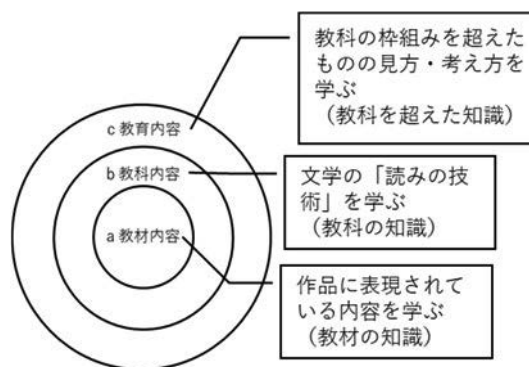 教科の枠組みを超えた
ものの見方・考え方を
学ぶ
(教科を超えた知識)
c 教育内容
b 教科内容
文学の「読みの技
術」を学ぶ
(教科の知識)
a 教材内容
作品に表現されて
いる内容を学ぶ
(教材の知識)